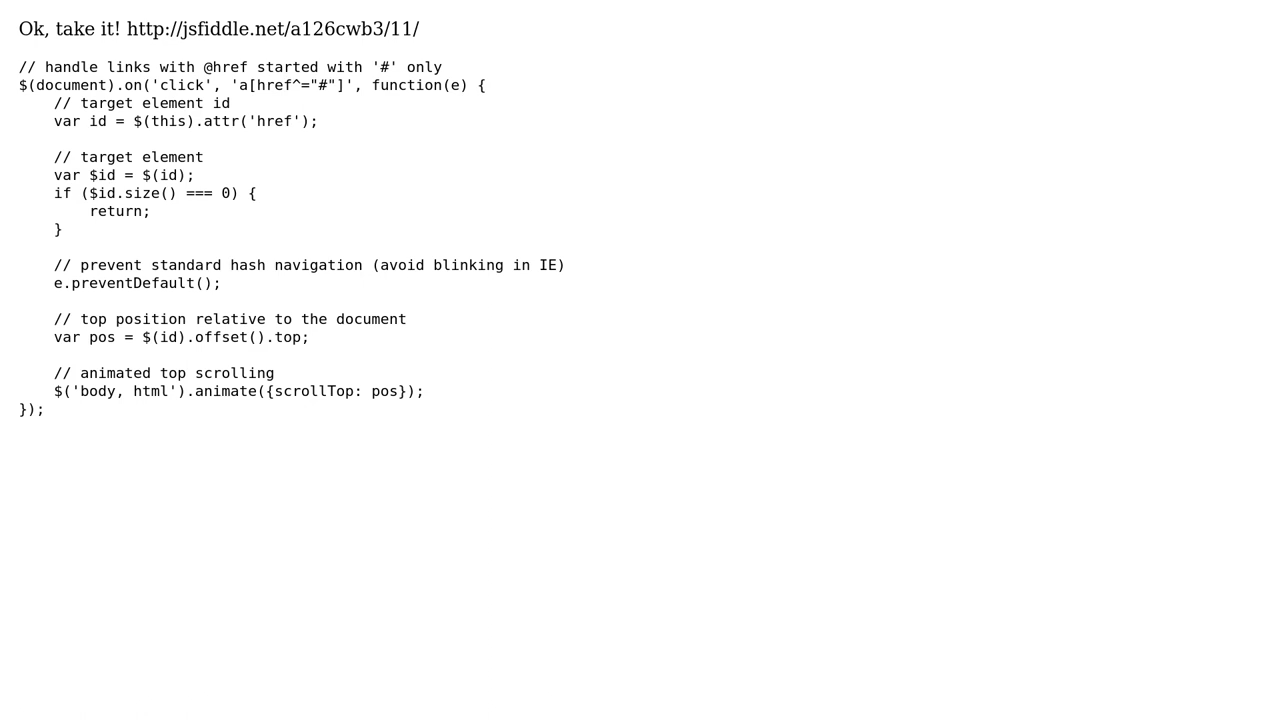 Ok, take it! http://jsfiddle.net/a126cwb3/11/
// handle links with @href started with '#' only
$(document).on('click', 'a[href^="#"]', function(e) {
    // target element id
    var id = $(this).attr('href');

    // target element
    var $id = $(id);
    if ($id.size() === 0) {
        return;
    }

    // prevent standard hash navigation (avoid blinking in IE)
    e.preventDefault();

    // top position relative to the document
    var pos = $(id).offset().top;

    // animated top scrolling
    $('body, html').animate({scrollTop: pos});
});